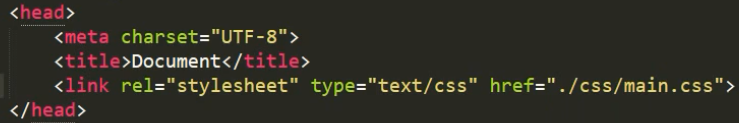 <head>
<meta charset="UTF-8">
<title>Document</title>
<link rel="stylesheet" type="text/css" href="./css/main.css">
</head>